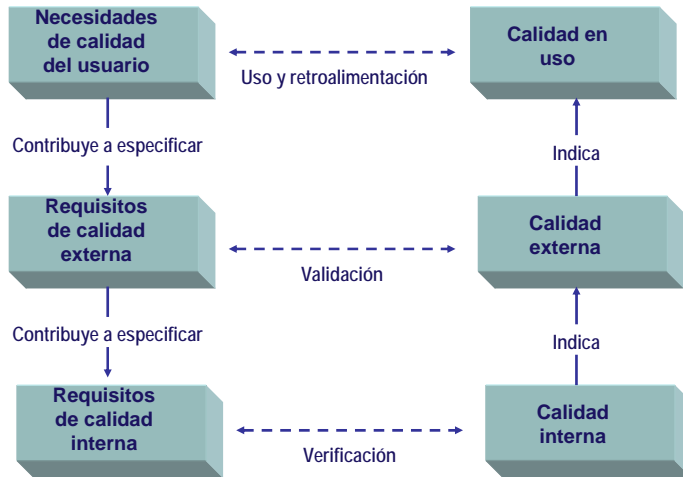 Necesidades
de calidad
del usuario
Calidad en
uso
Uso y retroalimentación
Contribuye a especificar
Indica
Requisitos
de calidad
externa
Calidad
externa
Validación
Contribuye a especificar
Indica
Requisitos
de calidad
interna
Calidad
interna
Verificación